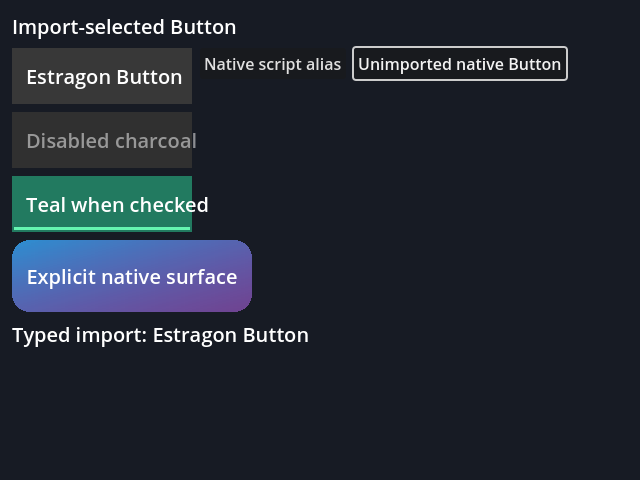 Import-selected Button
Estragon Button
Native script alias
Unimported native Button
Disabled charcoal
Teal when checked
Explicit native surface
Typed import: Estragon Button